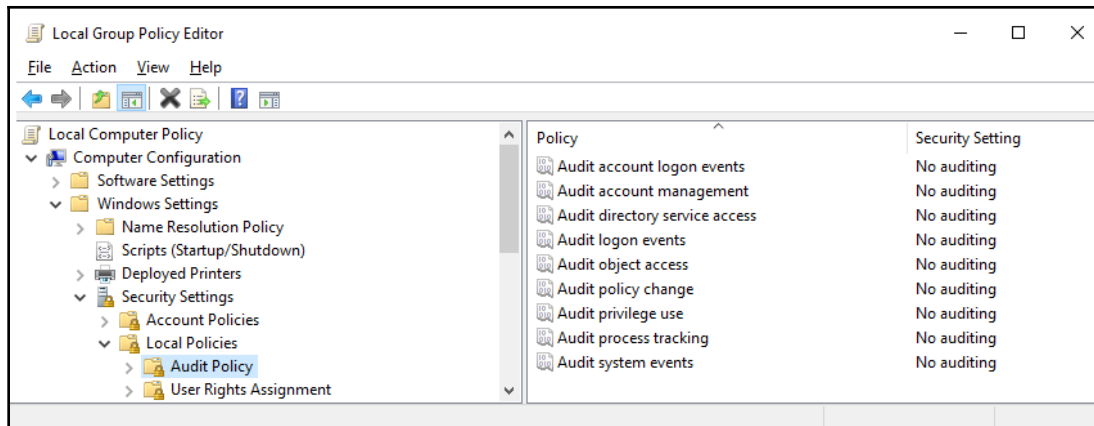 Local Group Policy Editor
File Action View Help
Local Computer Policy
Computer Configuration
Software Settings
Windows Settings
Name Resolution Policy
Scripts (Startup/Shutdown)
Deployed Printers
Security Settings
Account Policies
Local Policies
Audit Policy
User Rights Assignment
Policy Security Setting
Audit account logon events No auditing
Audit account management No auditing
Audit directory service access No auditing
Audit logon events No auditing
Audit object access No auditing
Audit policy change No auditing
Audit privilege use No auditing
Audit process tracking No auditing
Audit system events No auditing